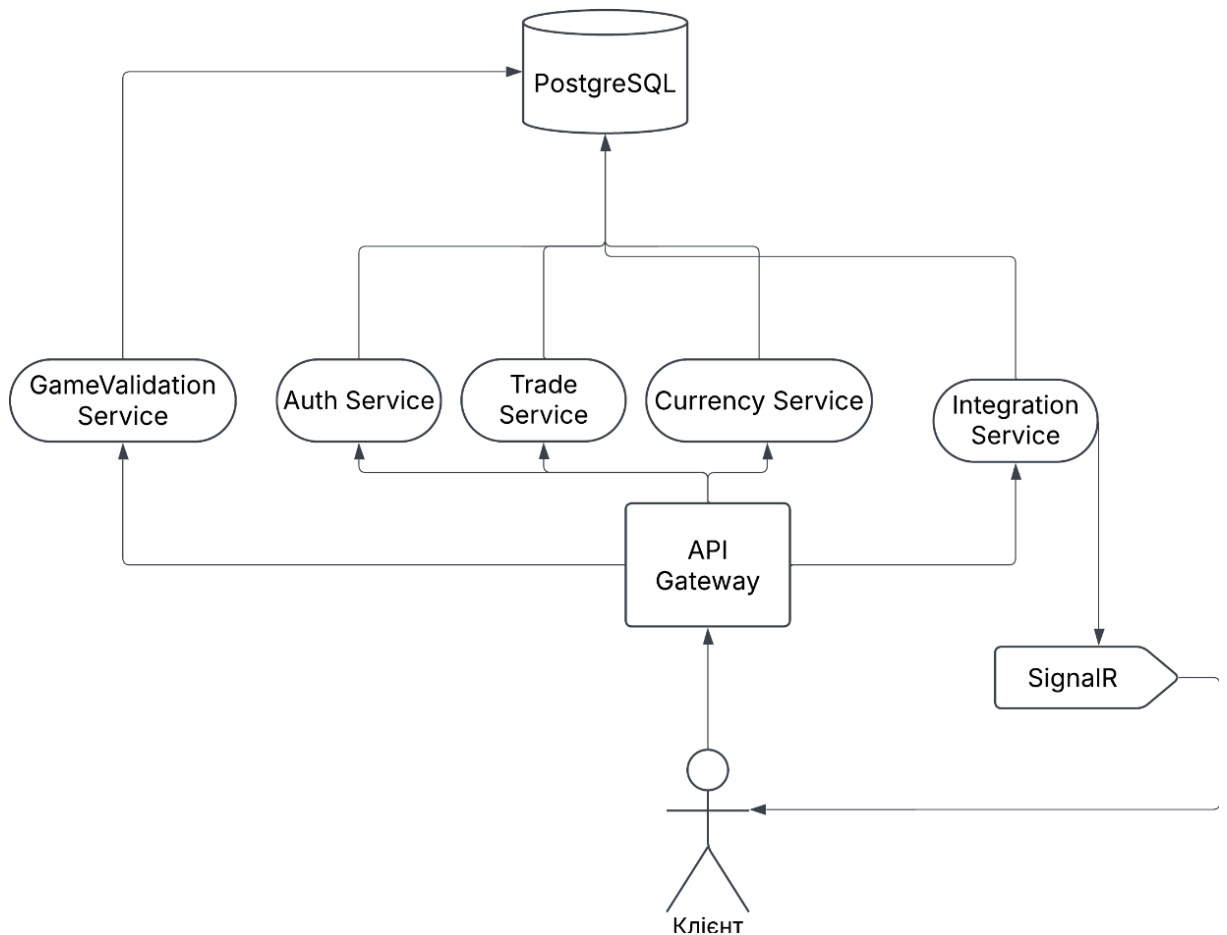 PostgreSQL
GameValidation
Service
Auth Service
Trade
Service
Currency Service
Integration
Service
API
Gateway
SignalR
Клієнт